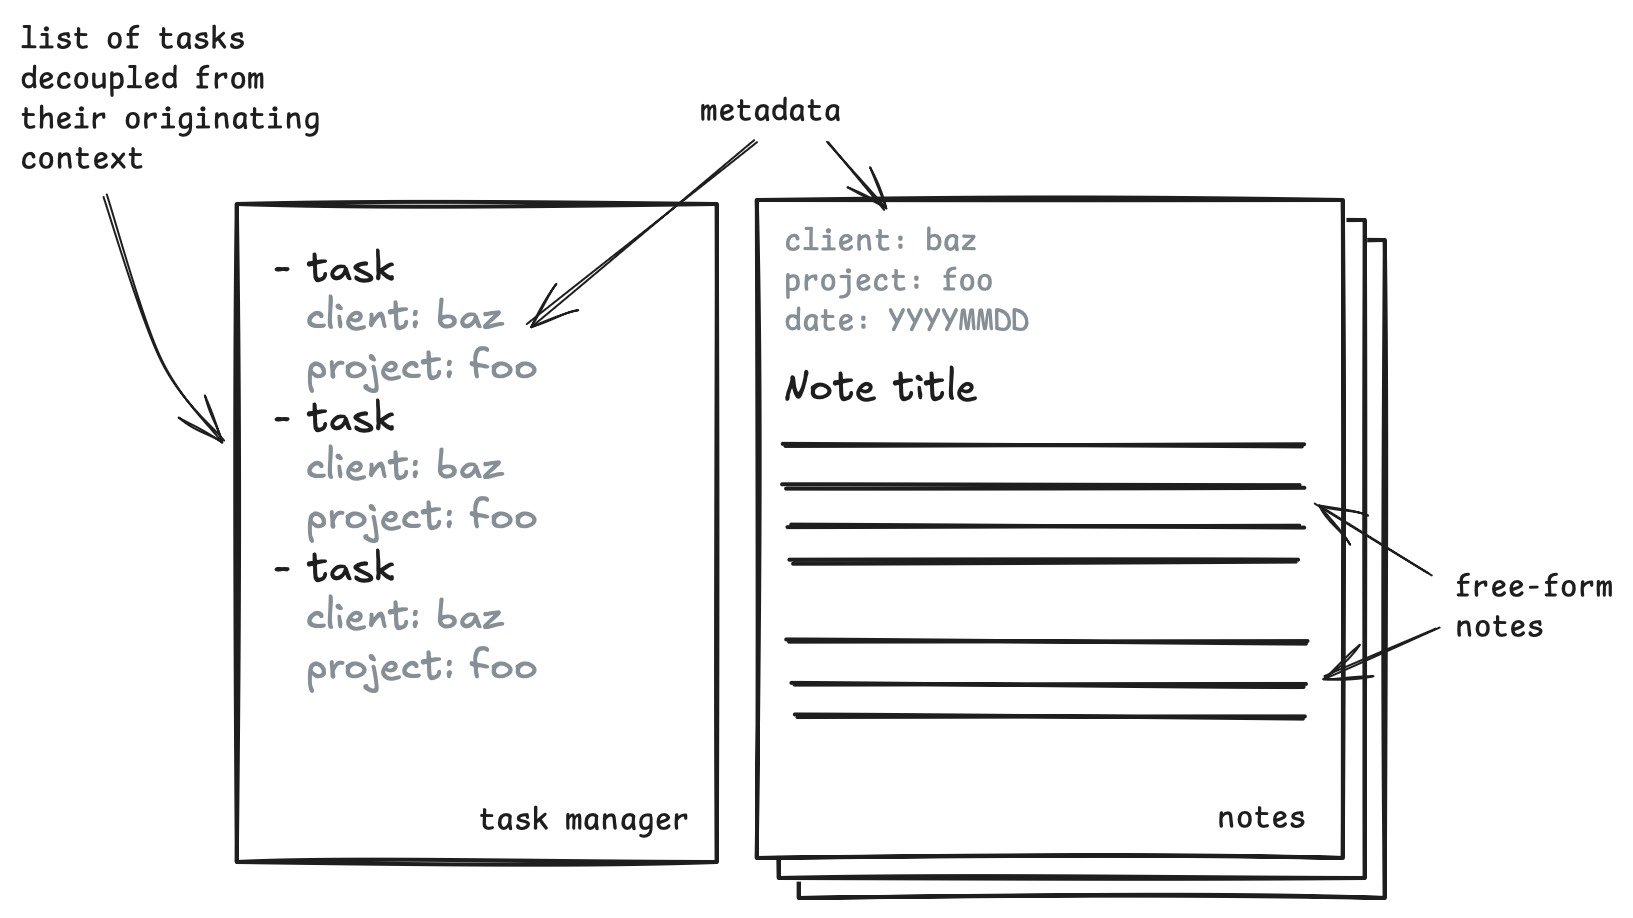 list of tasks
decoupled from
their originating
context
metadata
- task
client: baz
project: foo
- task
client: baz
project: foo
- task
client: baz
project: foo
task manager
client: baz
project: foo
date: YYYYMMDD
Note title
notes
free-form
notes